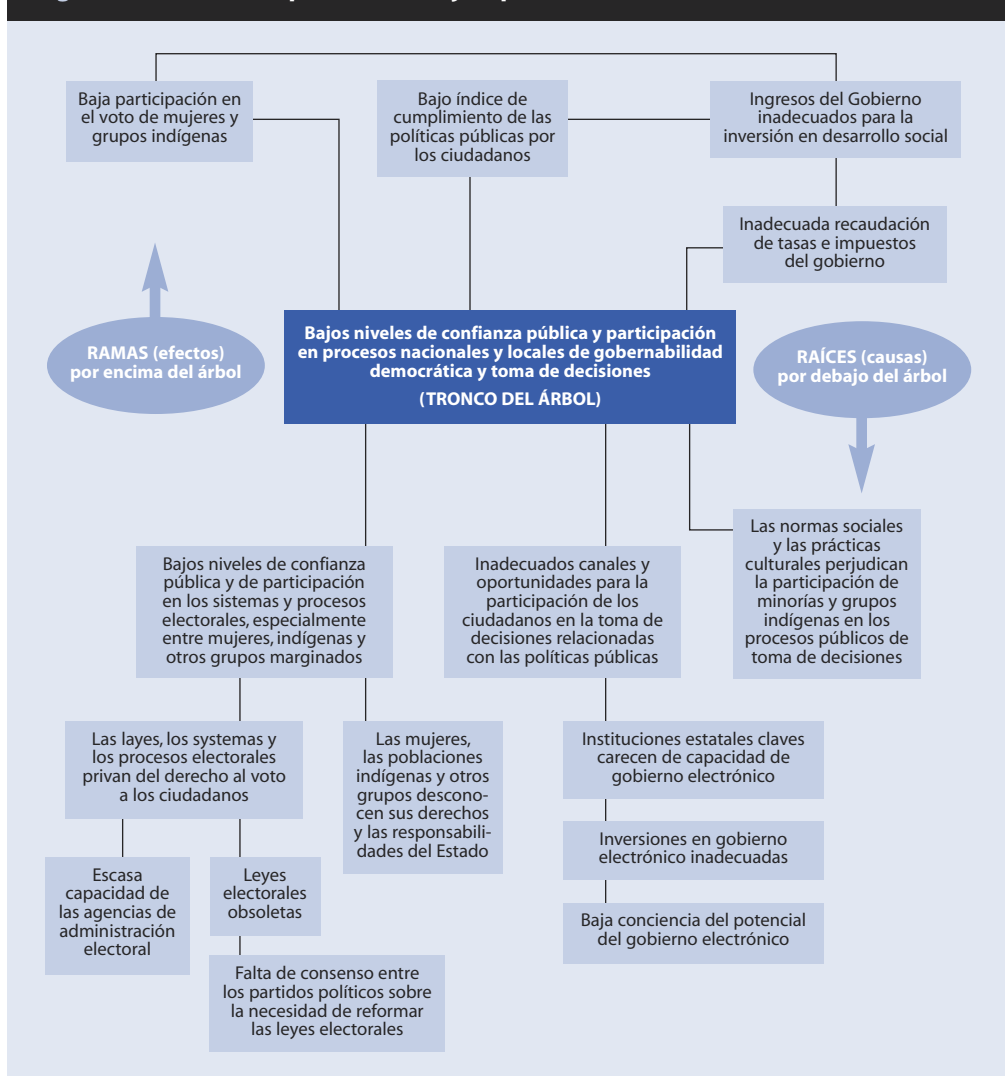 Baja participación en
el voto de mujeres y
grupos indígenas
Bajo índice de
cumplimiento de las
políticas públicas por
los ciudadanos
Ingresos del Gobierno
inadecuados para la
inversión en desarrollo social
Inadecuada recaudación
de tasas e impuestos
del gobierno
RAMAS (efectos)
por encima del árbol
Bajos niveles de confianza pública y participación
en procesos nacionales y locales de gobernabilidad
democrática y toma de decisiones
(TRONCO DEL ÁRBOL)
RAÍCES (causas)
por debajo del árbol
Bajos niveles de confianza
pública y de participación
en los sistemas y procesos
electorales, especialmente
entre mujeres, indígenas y
otros grupos marginados
Inadecuados canales y
oportunidades para la
participación de los
ciudadanos en la toma de
decisiones relacionadas
con las políticas públicas
Las normas sociales
y las prácticas
culturales perjudican
la participación de
minorías y grupos
indígenas en los
procesos públicos de
toma de decisiones
Las layes, los systemas y
los procesos electorales
privan del derecho al voto
a los ciudadanos
Las mujeres,
las poblaciones
indígenas y otros
grupos descono-
cen sus derechos
y las responsabili-
dades del Estado
Instituciones estatales claves
carecen de capacidad de
gobierno electrónico
Inversiones en gobierno
electrónico inadecuadas
Baja conciencia del potencial
del gobierno electrónico
Escasa
capacidad de
las agencias de
administración
electoral
Leyes
electorales
obsoletas
Falta de consenso entre
los partidos políticos sobre
la necesidad de reformar
las leyes electorales